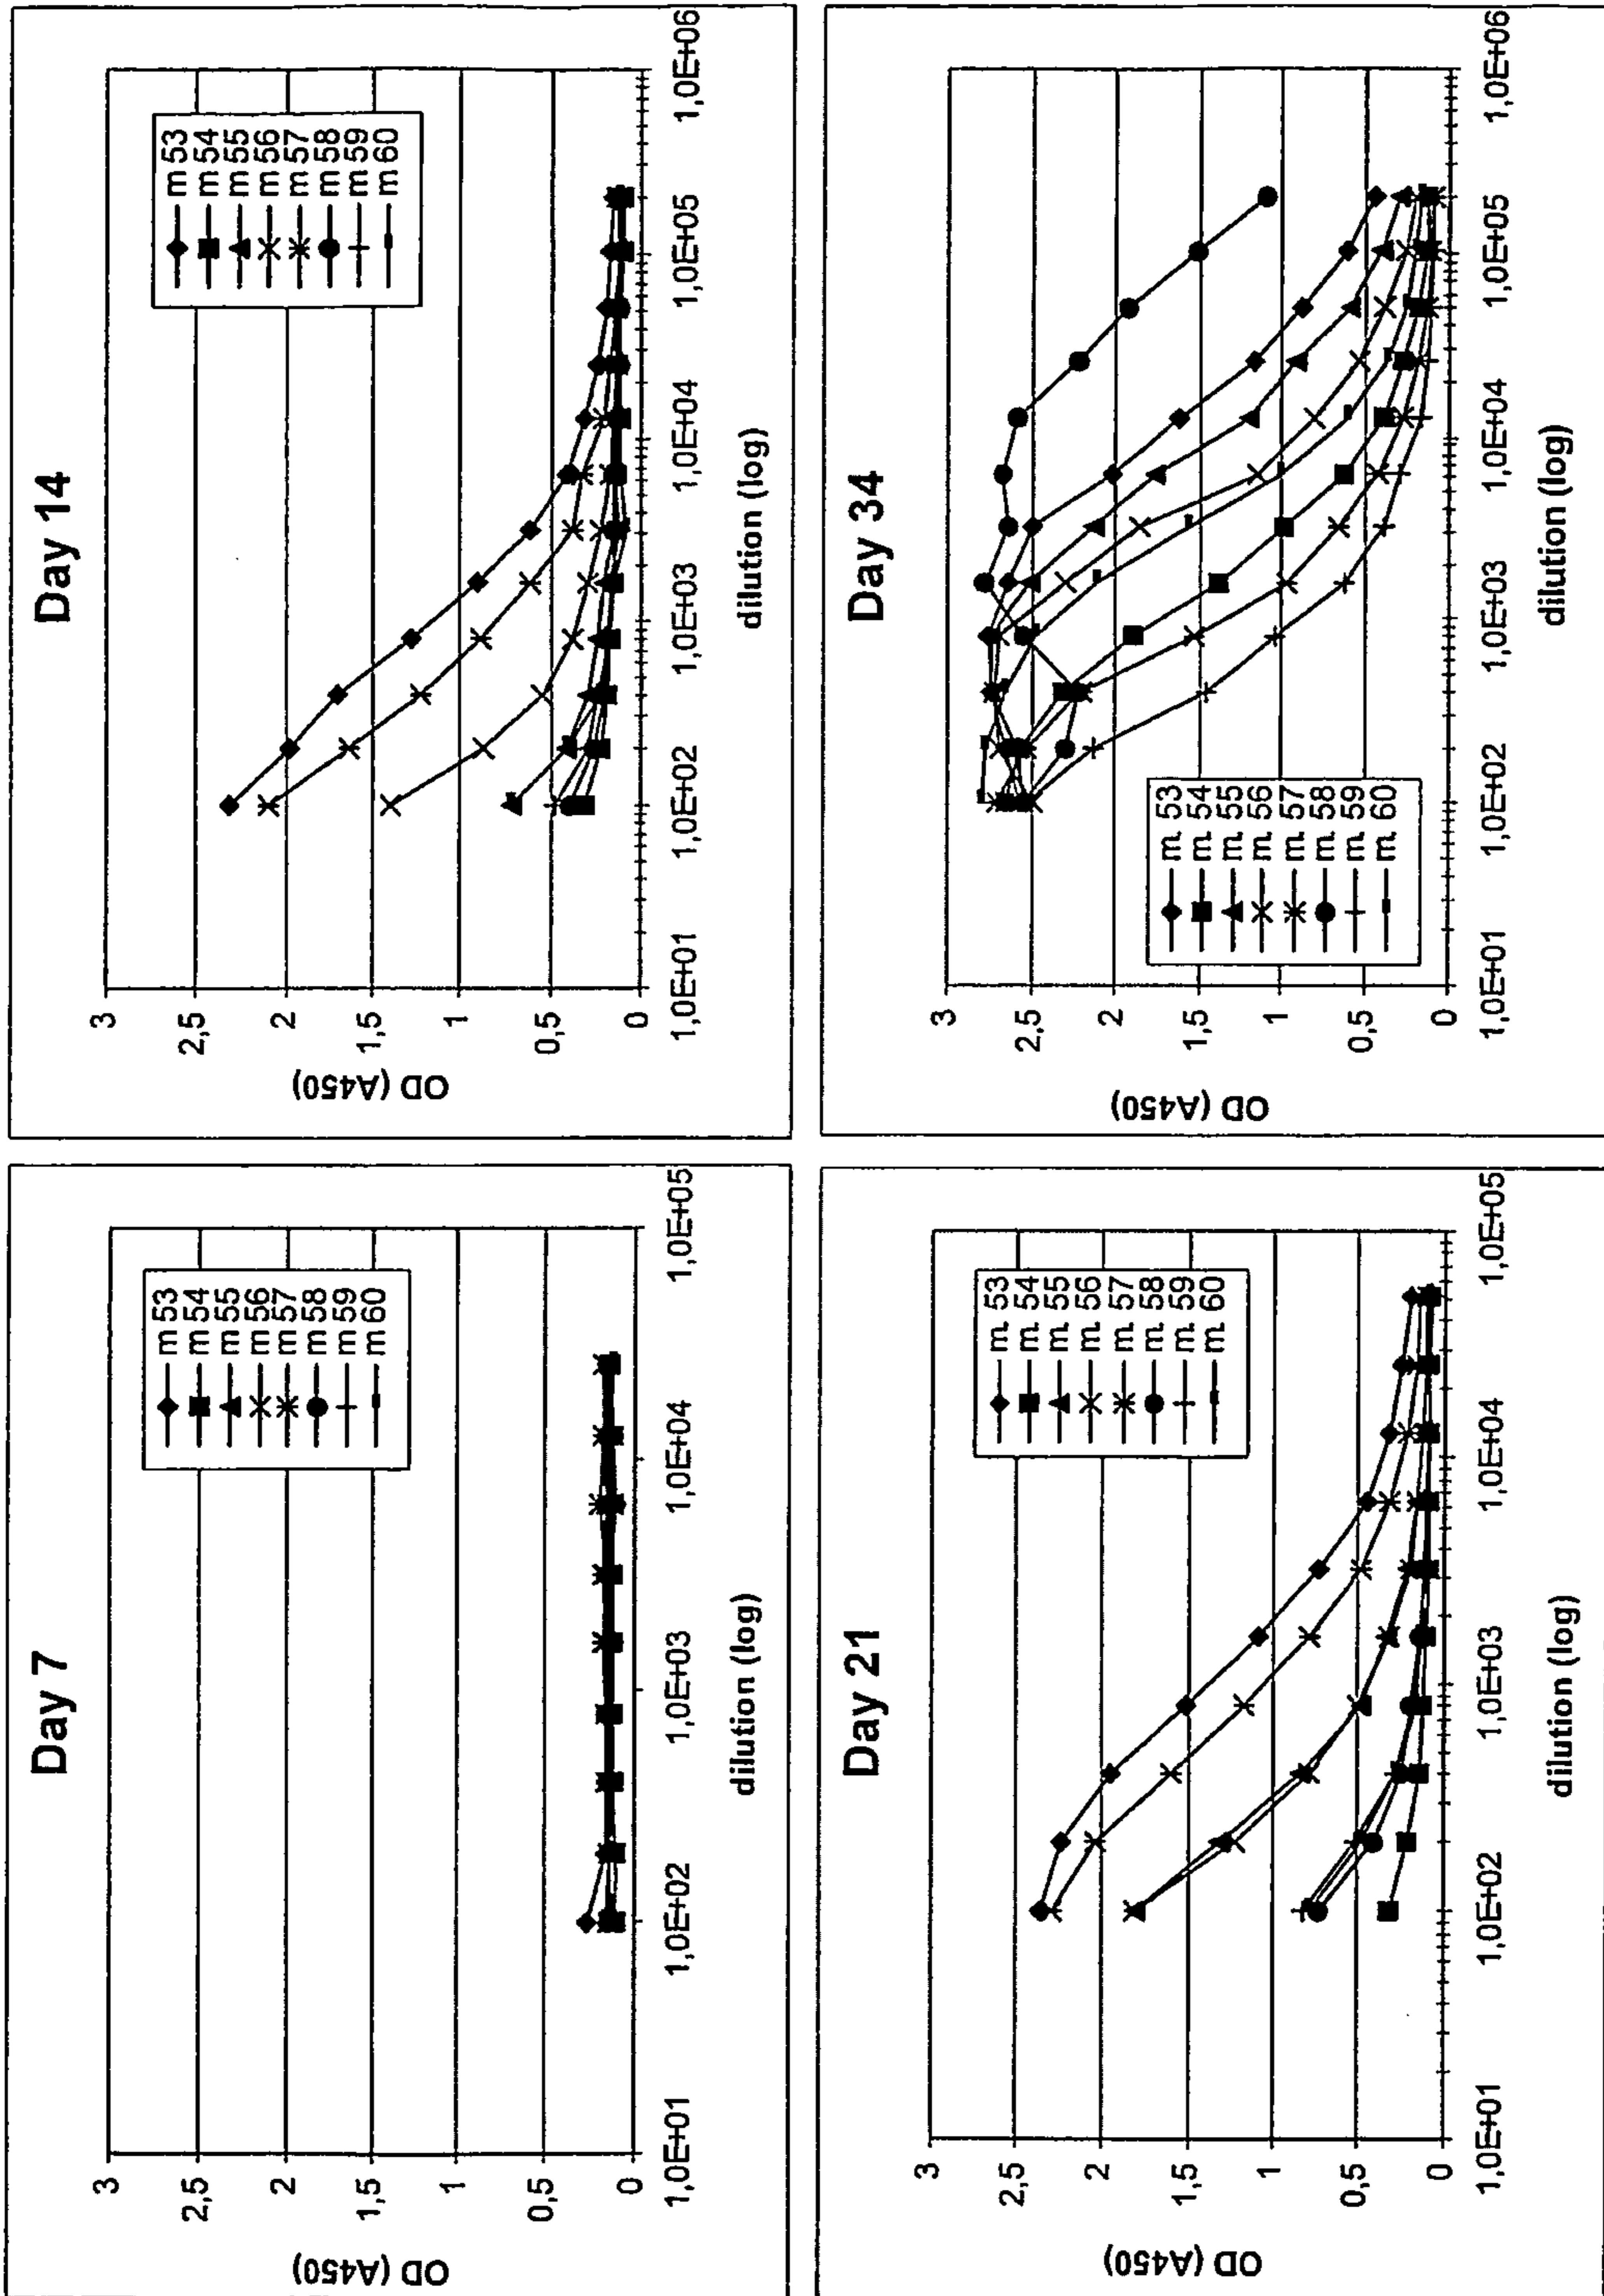 Day 7
OD (A450)
3
2,5
2
1,5
1
0,5
0
1,0E+01
1,0E+02
1,0E+03
1,0E+04
1,0E+05
dilution (log)
m 53
m 54
m 55
m 56
m 57
m 58
m 59
m 60
Day 14
OD (A450)
3
2,5
2
1,5
1
0,5
0
1,0E+01
1,0E+02
1,0E+03
1,0E+04
1,0E+05
1,0E+06
dilution (log)
m 53
m 54
m 55
m 56
m 57
m 58
m 59
m 60
Day 21
OD (A450)
3
2,5
2
1,5
1
0,5
0
1,0E+01
1,0E+02
1,0E+03
1,0E+04
1,0E+05
dilution (log)
m. 53
m. 54
m. 55
m. 56
m. 57
m. 58
m. 59
m. 60
Day 34
OD (A450)
3
2,5
2
1,5
1
0,5
0
1,0E+01
1,0E+02
1,0E+03
1,0E+04
1,0E+05
1,0E+06
dilution (log)
m. 53
m. 54
m. 55
m. 56
m. 57
m. 58
m. 59
m. 60